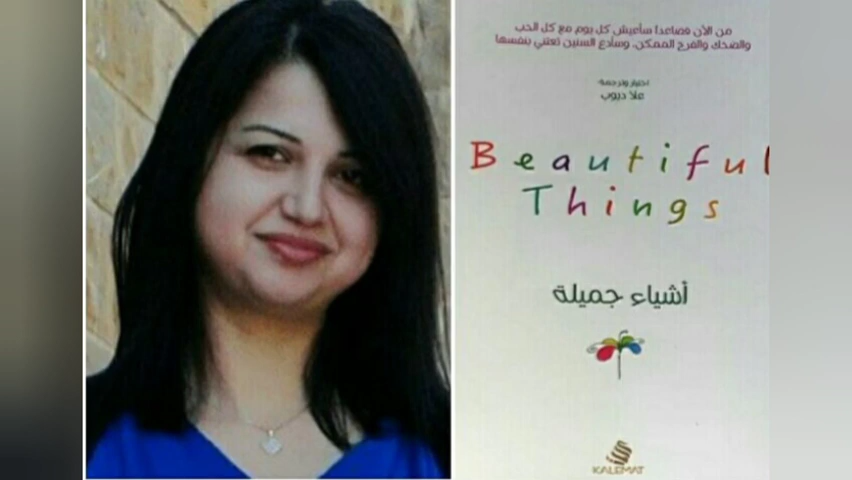 من الآن فصاعداً سأعيش كل يوم مع كل الحب
والضحك والفرح الممكن، وسأدع السنين تعتني بنفسها
اختيار وترجمة:
علا ديوب
Beautiful
Things
أشياء جميلة
KALEMAT